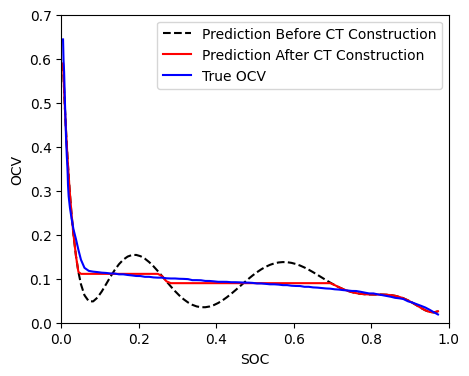 0.7
0.6
0.5
0.4
0.3
0.2
0.1
0.0
OCV
Prediction Before CT Construction
Prediction After CT Construction
True OCV
0.0 0.2 0.4 0.6 0.8 1.0
SOC